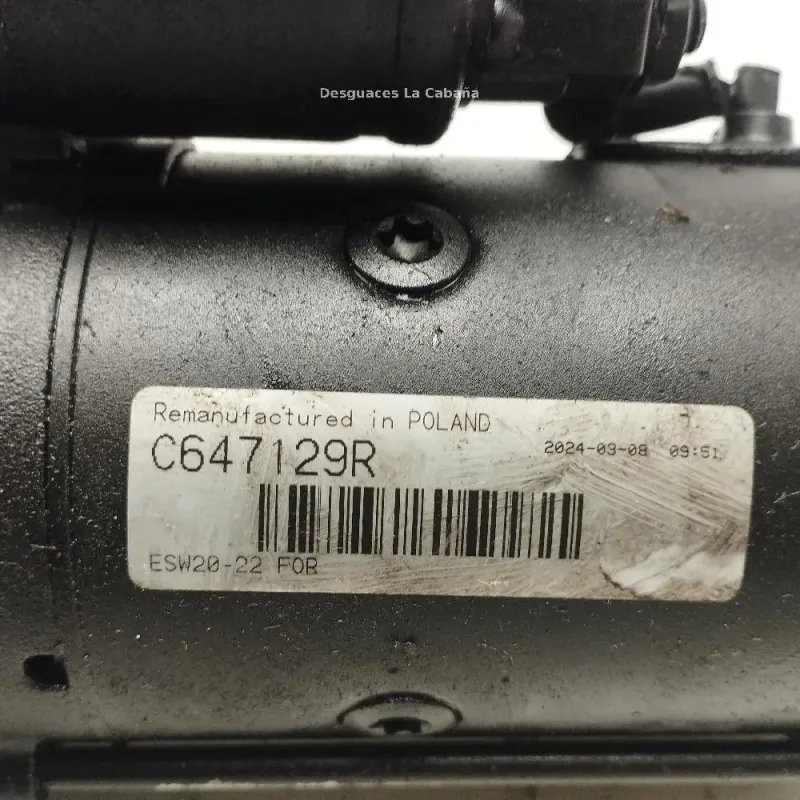 Desguaces La Cabaña
Remanufactured in POLAND
C647129R
2024-03-08 09:51
ESW20-22 FOR